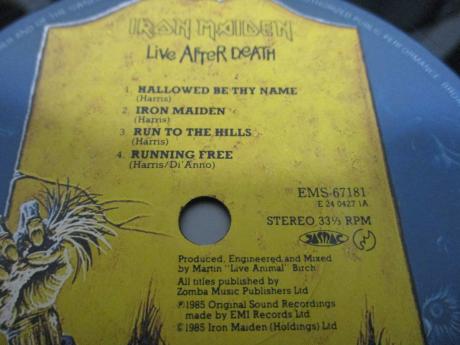 IRON MAIDEN
LIVE AFTER DEATH
1. HALLOWED BE THY NAME
(Harris)
2. IRON MAIDEN
(Harris)
3. RUN TO THE HILLS
(Harris)
4. RUNNING FREE
(Harris/Di'Anno)
EMS-67181
E 24 0427 1A
STEREO 33⅓ RPM
JASRAC
Produced, Engineered and Mixed
by Martin "Live Animal" Birch
All titles published by
Zomba Music Publishers Ltd
℗1985 Original Sound Recordings
made by EMI Records Ltd
©1985 Iron Maiden (Holdings) Ltd
PUBLIC PERFORMANCE